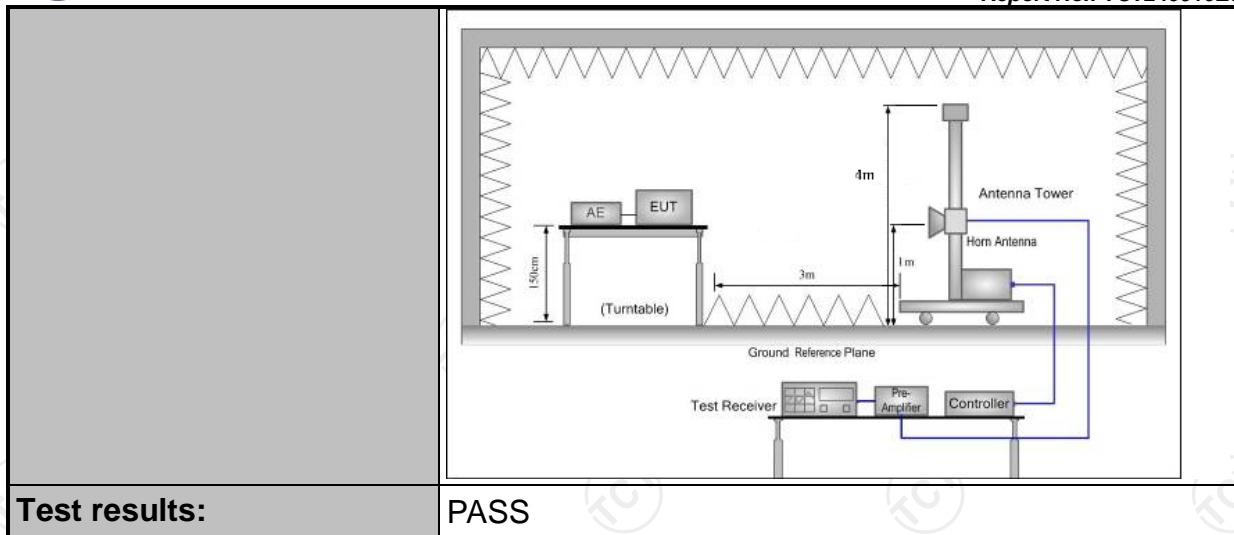 4m
Antenna Tower
AE
EUT
Horn Antenna
150cm
1m
3m
(Turntable)
Ground Reference Plane
Test Receiver
Pre-
Amplifier
Controller
Test results:
PASS